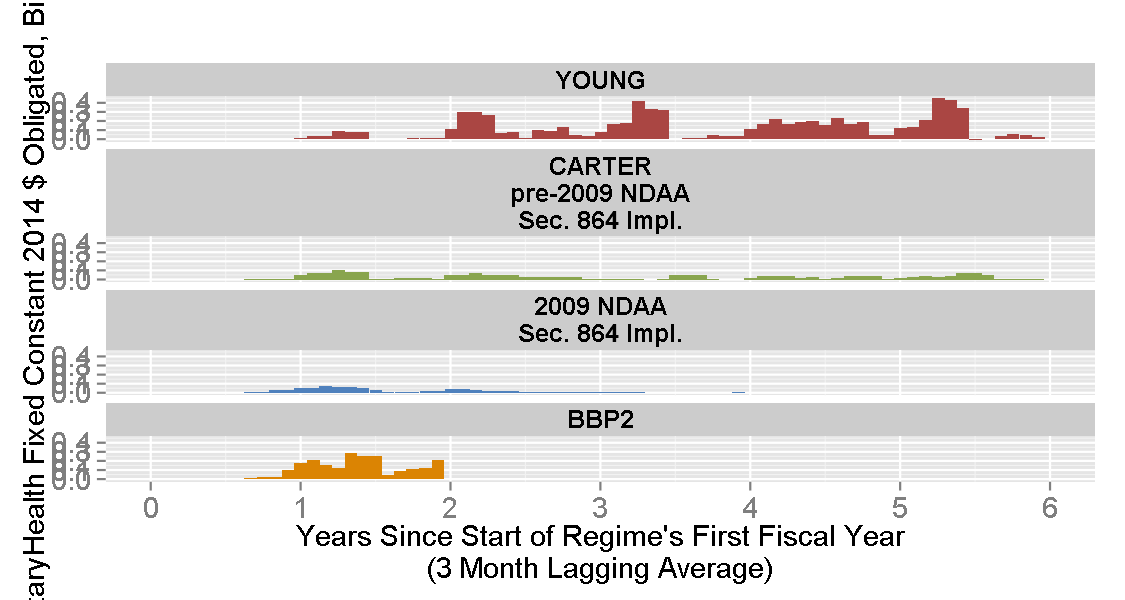 taryHealth Fixed Constant 2014 $ Obligated, Bi
YOUNG
0.4
0.0
CARTER
pre-2009 NDAA
Sec. 864 Impl.
0.4
0.0
2009 NDAA
Sec. 864 Impl.
0.4
0.0
BBP2
0.4
0.0
0 1 2 3 4 5 6
Years Since Start of Regime's First Fiscal Year
(3 Month Lagging Average)